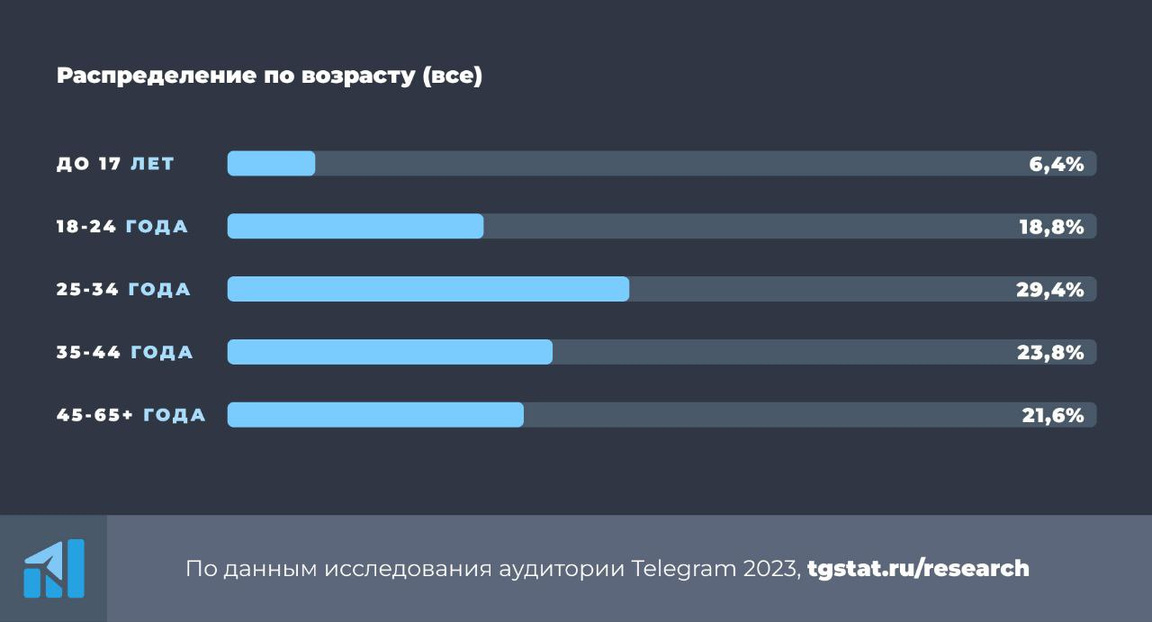 Распределение по возрасту (все)
ДО 17 ЛЕТ 6,4%
18-24 ГОДА 18,8%
25-34 ГОДА 29,4%
35-44 ГОДА 23,8%
45-65+ ГОДА 21,6%
По данным исследования аудитории Telegram 2023, tgstat.ru/research